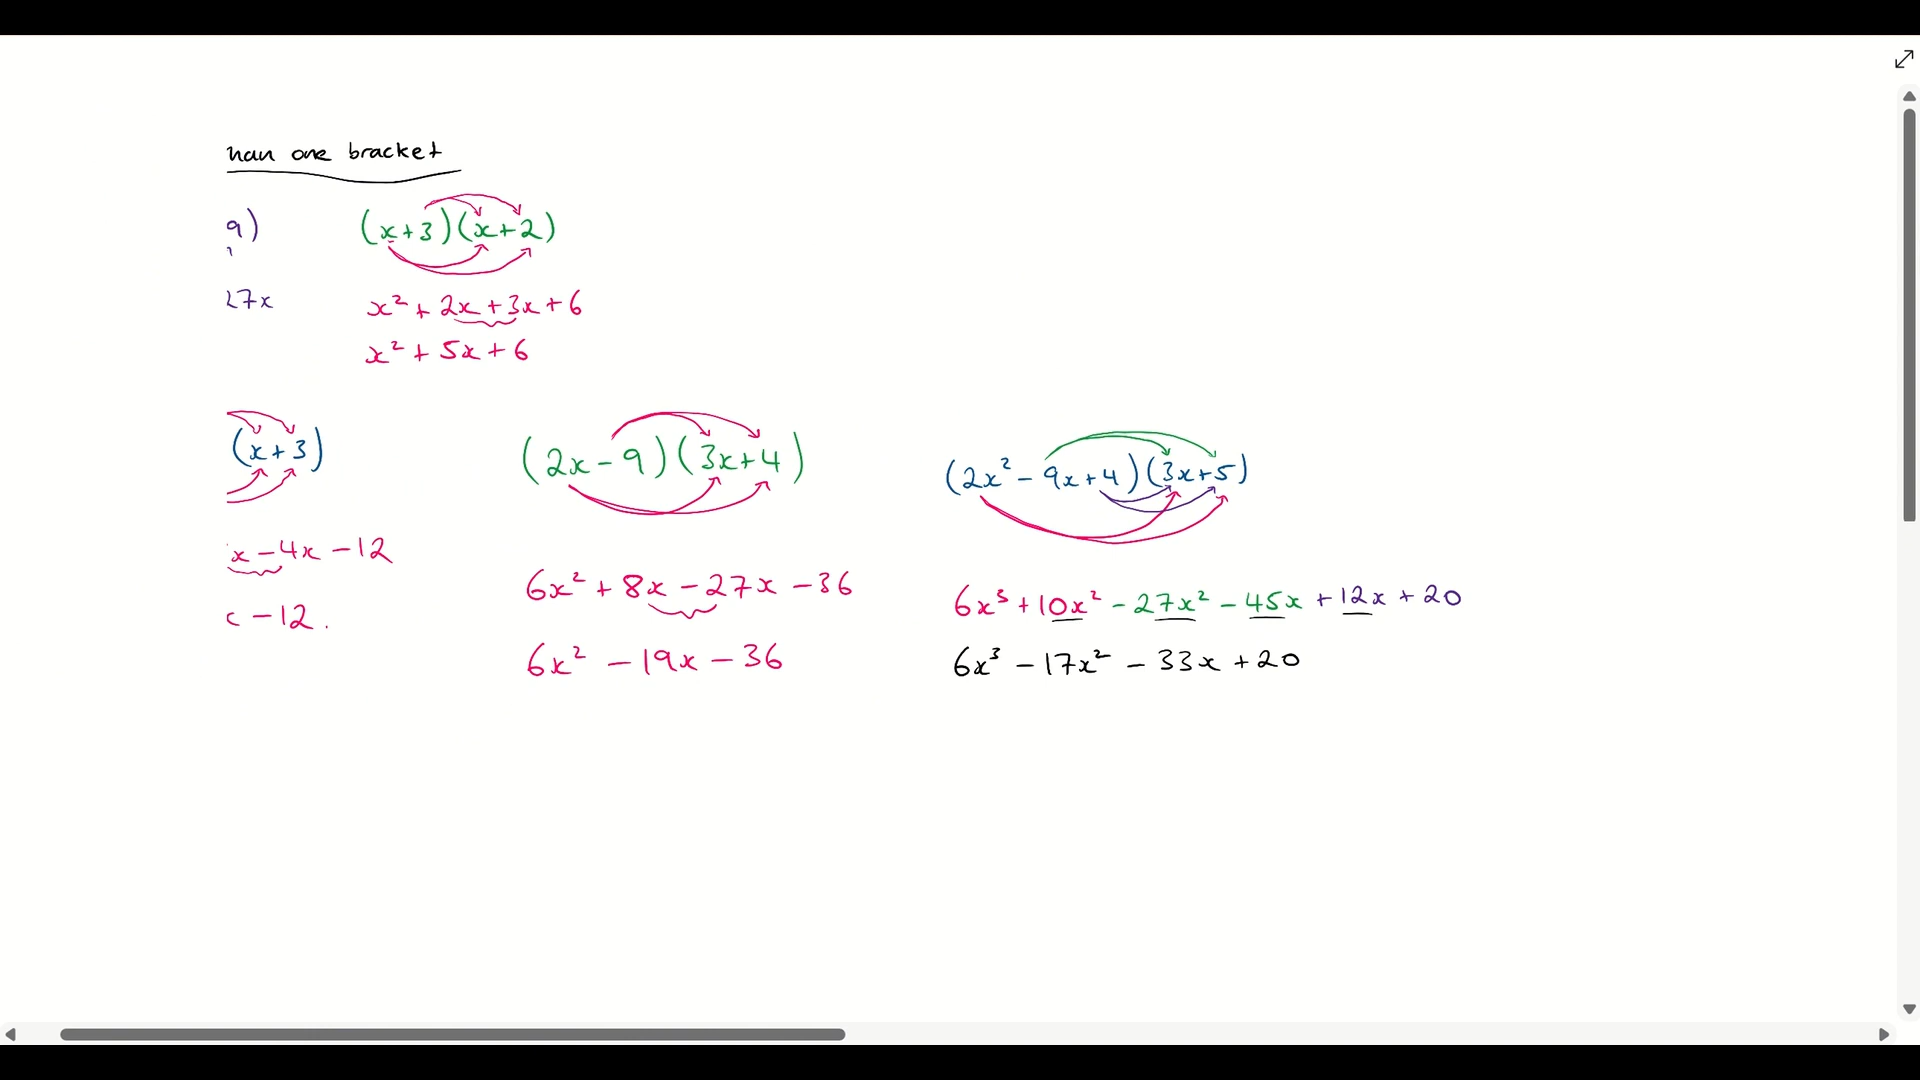 han one bracket
9)
(x+3)(x+2)
27x
x² + 2x + 3x + 6
x² + 5x + 6
(x+3)
(2x - 9)(3x+4)
(2x² - 9x + 4)(3x+5)
x - 4x - 12
6x² + 8x - 27x - 36
6x³ + 10x² - 27x² - 45x + 12x + 20
- 12.
6x² - 19x - 36
6x³ - 17x² - 33x + 20